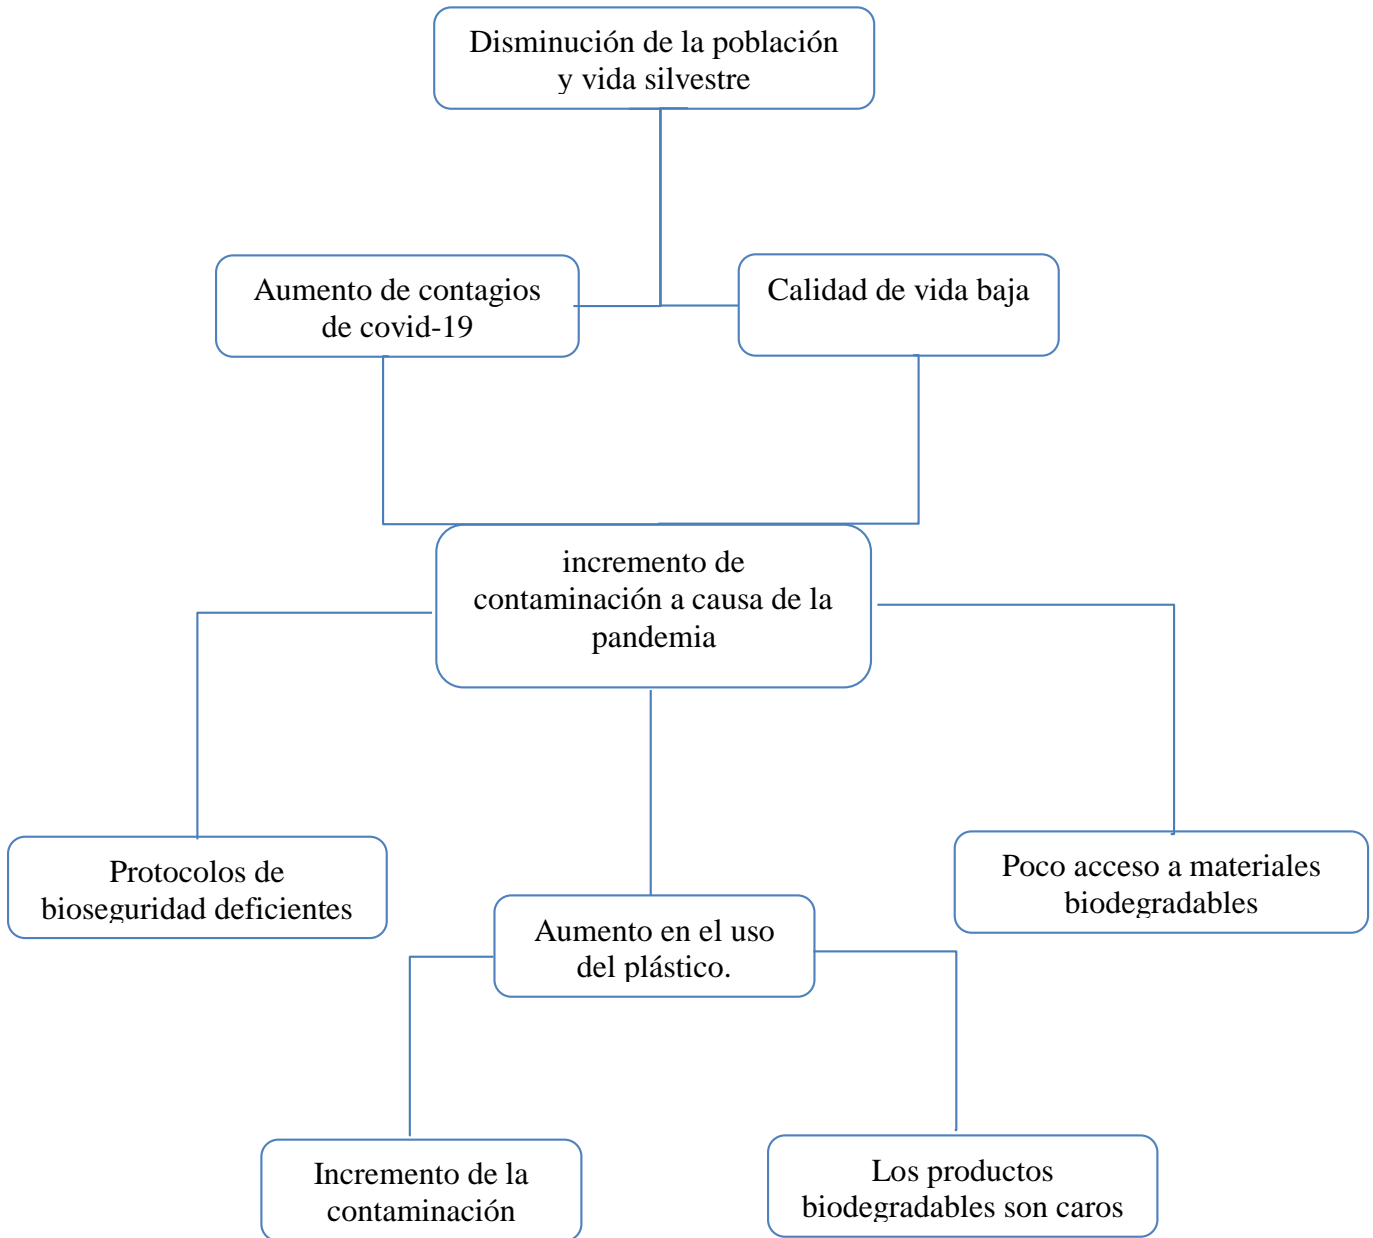 Disminución de la población
y vida silvestre
Aumento de contagios
de covid-19
Calidad de vida baja
incremento de
contaminación a causa de la
pandemia
Protocolos de
bioseguridad deficientes
Aumento en el uso
del plástico.
Poco acceso a materiales
biodegradables
Incremento de la
contaminación
Los productos
biodegradables son caros